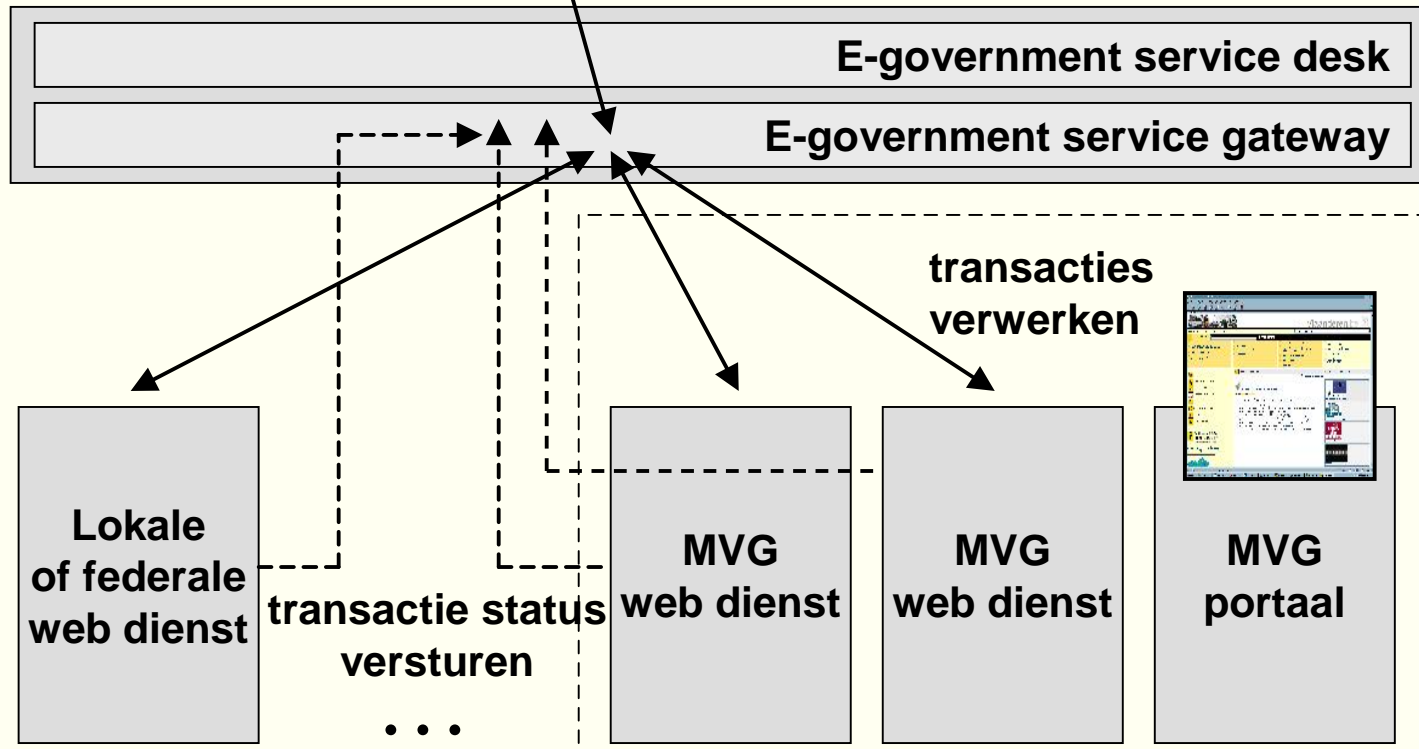 E-government service desk
E-government service gateway
transacties
verwerken
Lokale
of federale
web dienst
transactie status
versturen
. . .
MVG
web dienst
MVG
web dienst
MVG
portaal